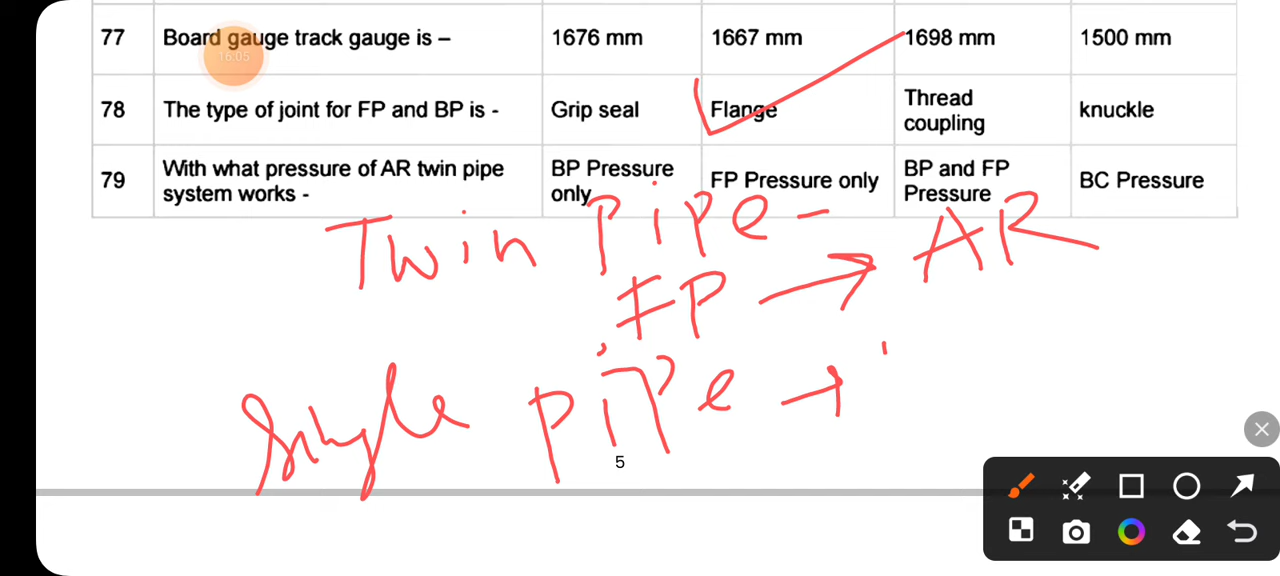 77 Board gauge track gauge is – 1676 mm 1667 mm 1698 mm 1500 mm
16:05
78 The type of joint for FP and BP is - Grip seal Flange Thread coupling knuckle
79 With what pressure of AR twin pipe system works - BP Pressure only FP Pressure only BP and FP Pressure BC Pressure
Twin PiPe -
FP → AR
Single PiPe →
5